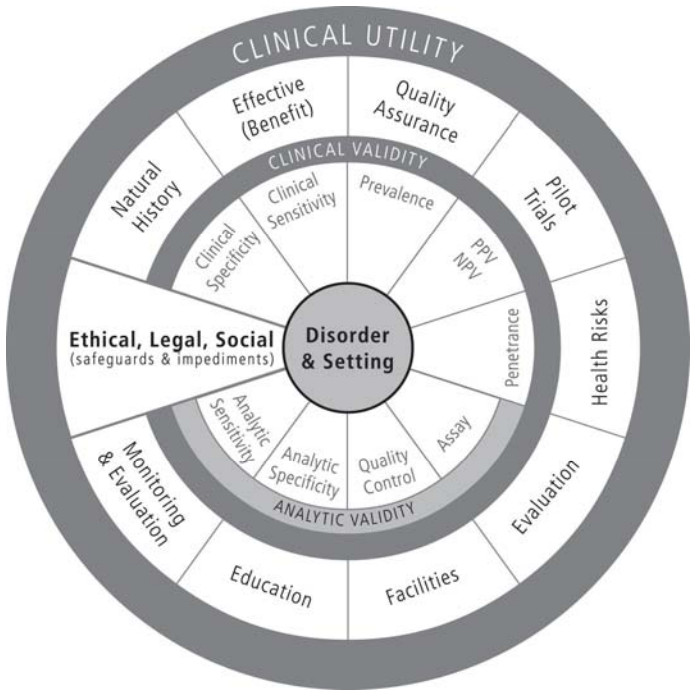 CLINICAL UTILITY
Effective
(Benefit)
Quality
Assurance
Pilot
Trials
Health Risks
Evaluation
Facilities
Education
Monitoring
& Evaluation
Ethical, Legal, Social
(safeguards & impediments)
Natural
History
CLINICAL VALIDITY
Clinical
Specificity
Clinical
Sensitivity
Prevalence
PPV
NPV
Penetrance
Disorder
& Setting
Analytic
Sensitivity
Analytic
Specificity
Quality
Control
Assay
ANALYTIC VALIDITY